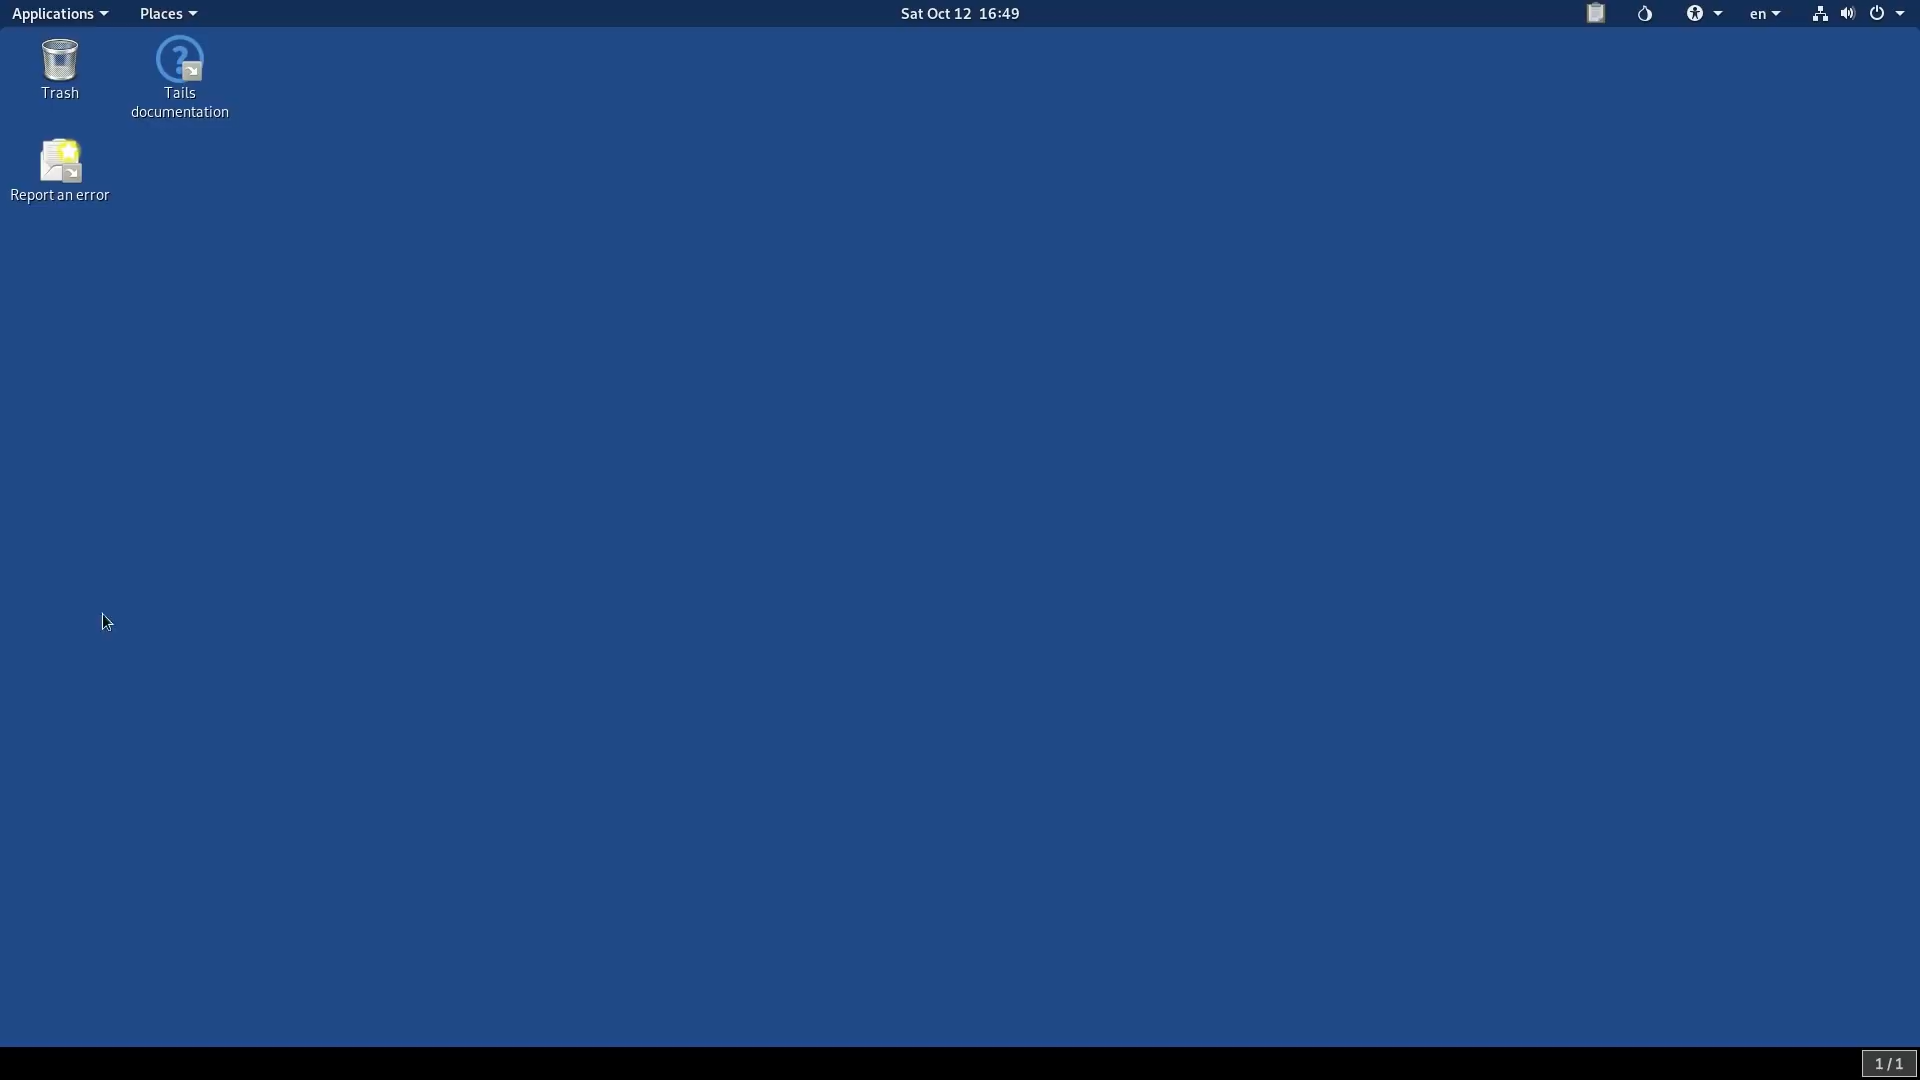 Applications Places Sat Oct 12 16:49 en
Trash
Tails
documentation
Report an error
1 / 1